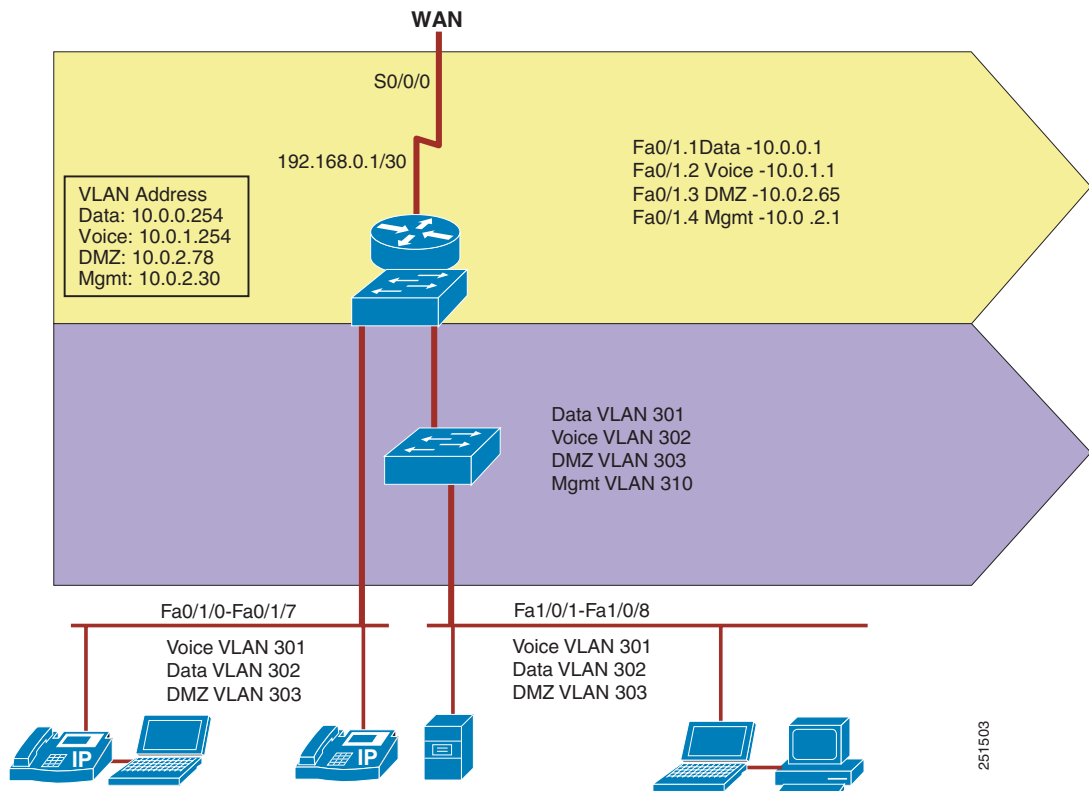 WAN
S0/0/0
192.168.0.1/30
Fa0/1.1Data -10.0.0.1
Fa0/1.2 Voice -10.0.1.1
Fa0/1.3 DMZ -10.0.2.65
Fa0/1.4 Mgmt -10.0 .2.1
VLAN Address
Data: 10.0.0.254
Voice: 10.0.1.254
DMZ: 10.0.2.78
Mgmt: 10.0.2.30
Data VLAN 301
Voice VLAN 302
DMZ VLAN 303
Mgmt VLAN 310
Fa0/1/0-Fa0/1/7
Voice VLAN 301
Data VLAN 302
DMZ VLAN 303
Fa1/0/1-Fa1/0/8
Voice VLAN 301
Data VLAN 302
DMZ VLAN 303
IP
IP
251503